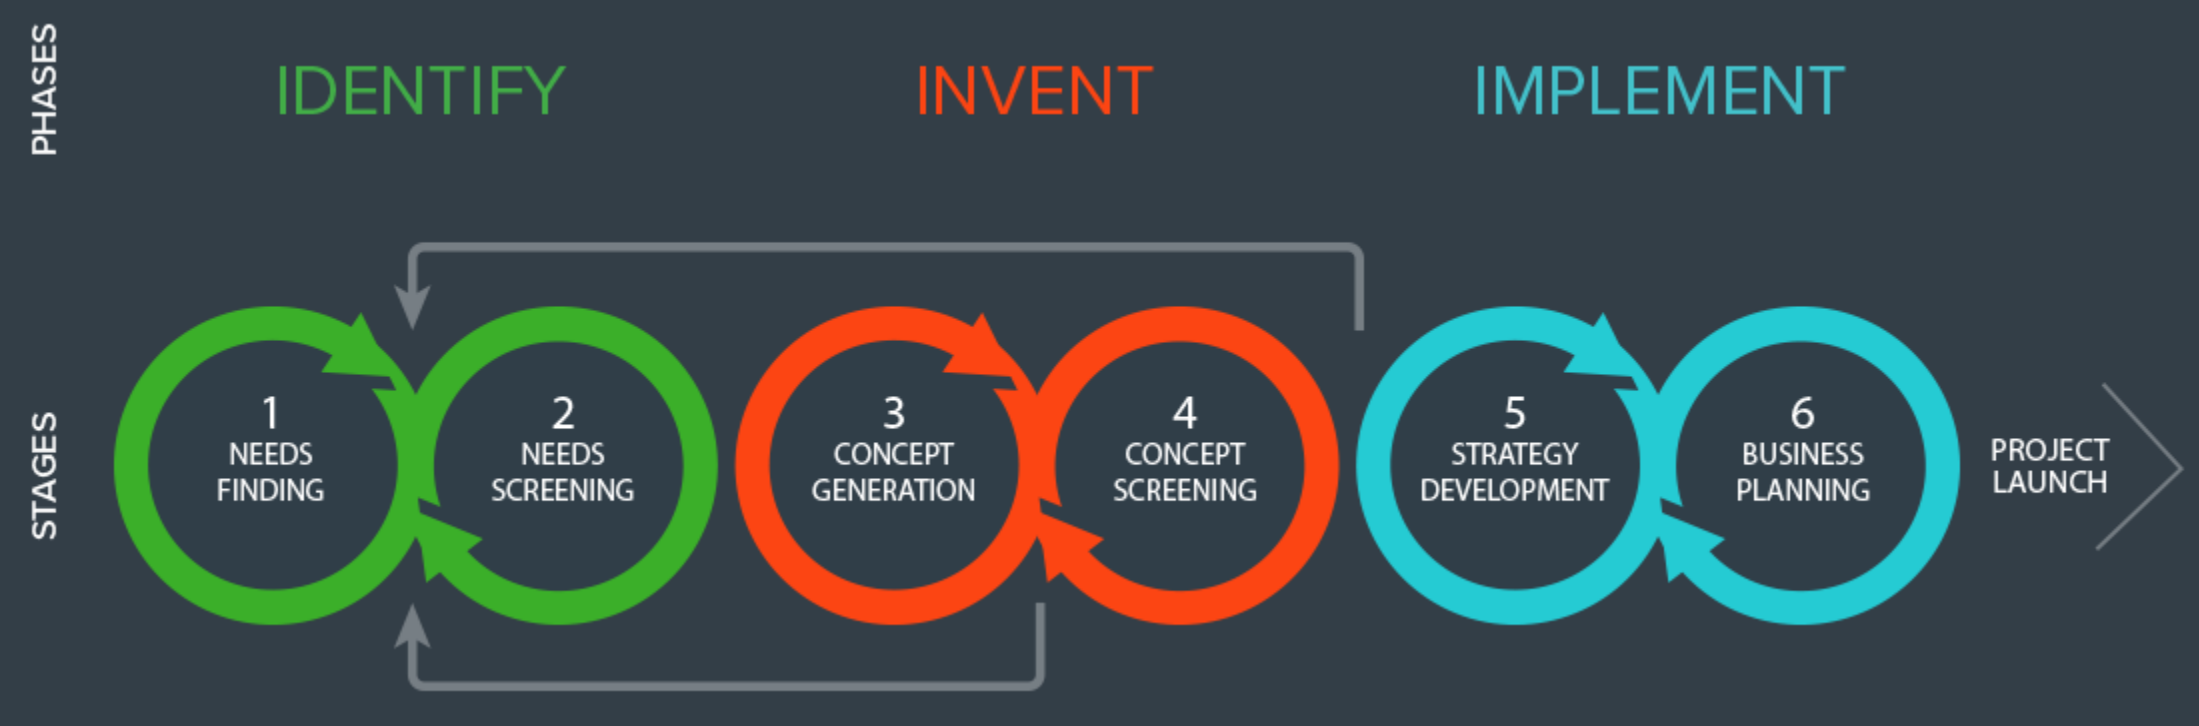 PHASES
IDENTIFY
INVENT
IMPLEMENT
STAGES
1
NEEDS
FINDING
2
NEEDS
SCREENING
3
CONCEPT
GENERATION
4
CONCEPT
SCREENING
5
STRATEGY
DEVELOPMENT
6
BUSINESS
PLANNING
PROJECT
LAUNCH